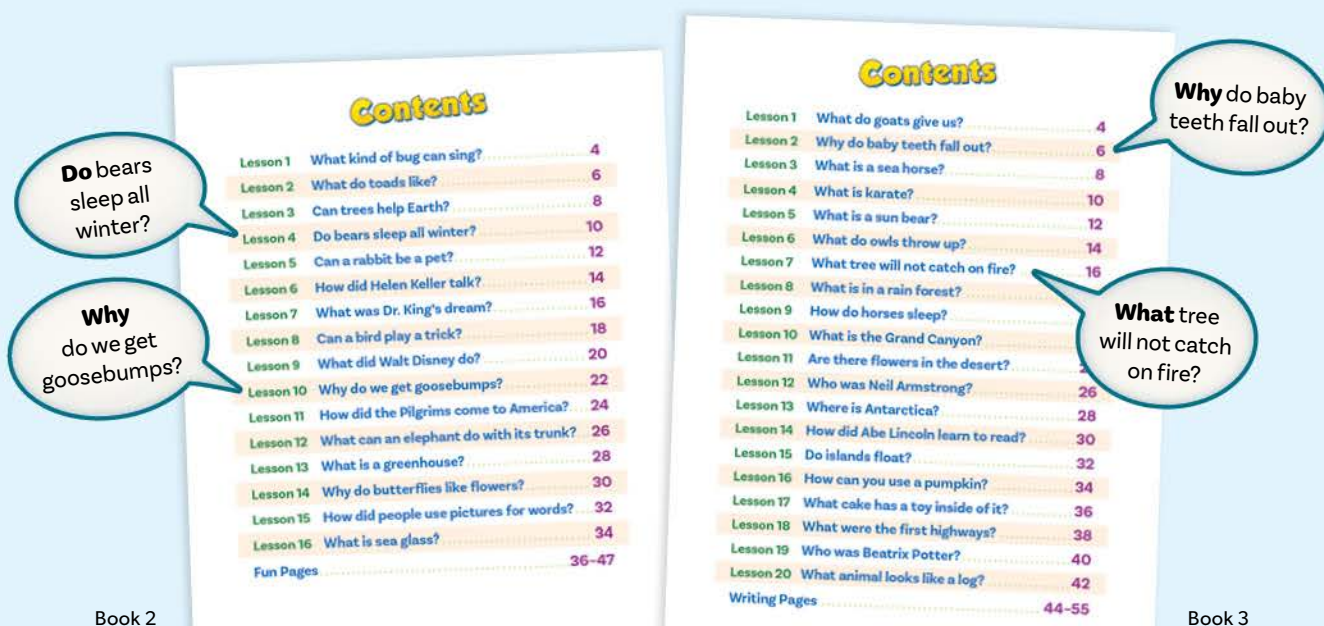 Contents
Lesson 1 What kind of bug can sing? 4
Lesson 2 What do toads like? 6
Lesson 3 Can trees help Earth? 8
Lesson 4 Do bears sleep all winter? 10
Lesson 5 Can a rabbit be a pet? 12
Lesson 6 How did Helen Keller talk? 14
Lesson 7 What was Dr. King's dream? 16
Lesson 8 Can a bird play a trick? 18
Lesson 9 What did Walt Disney do? 20
Lesson 10 Why do we get goosebumps? 22
Lesson 11 How did the Pilgrims come to America? 24
Lesson 12 What can an elephant do with its trunk? 26
Lesson 13 What is a greenhouse? 28
Lesson 14 Why do butterflies like flowers? 30
Lesson 15 How did people use pictures for words? 32
Lesson 16 What is sea glass? 34
Fun Pages 36-47
Do bears
sleep all
winter?
Why
do we get
goosebumps?
Book 2
Contents
Lesson 1 What do goats give us? 4
Lesson 2 Why do baby teeth fall out? 6
Lesson 3 What is a sea horse? 8
Lesson 4 What is karate? 10
Lesson 5 What is a sun bear? 12
Lesson 6 What do owls throw up? 14
Lesson 7 What tree will not catch on fire? 16
Lesson 8 What is in a rain forest?
Lesson 9 How do horses sleep?
Lesson 10 What is the Grand Canyon?
Lesson 11 Are there flowers in the desert?
Lesson 12 Who was Neil Armstrong? 26
Lesson 13 Where is Antarctica? 28
Lesson 14 How did Abe Lincoln learn to read? 30
Lesson 15 Do islands float? 32
Lesson 16 How can you use a pumpkin? 34
Lesson 17 What cake has a toy inside of it? 36
Lesson 18 What were the first highways? 38
Lesson 19 Who was Beatrix Potter? 40
Lesson 20 What animal looks like a log? 42
Writing Pages 44-55
Why do baby
teeth fall out?
What tree
will not catch
on fire?
Book 3